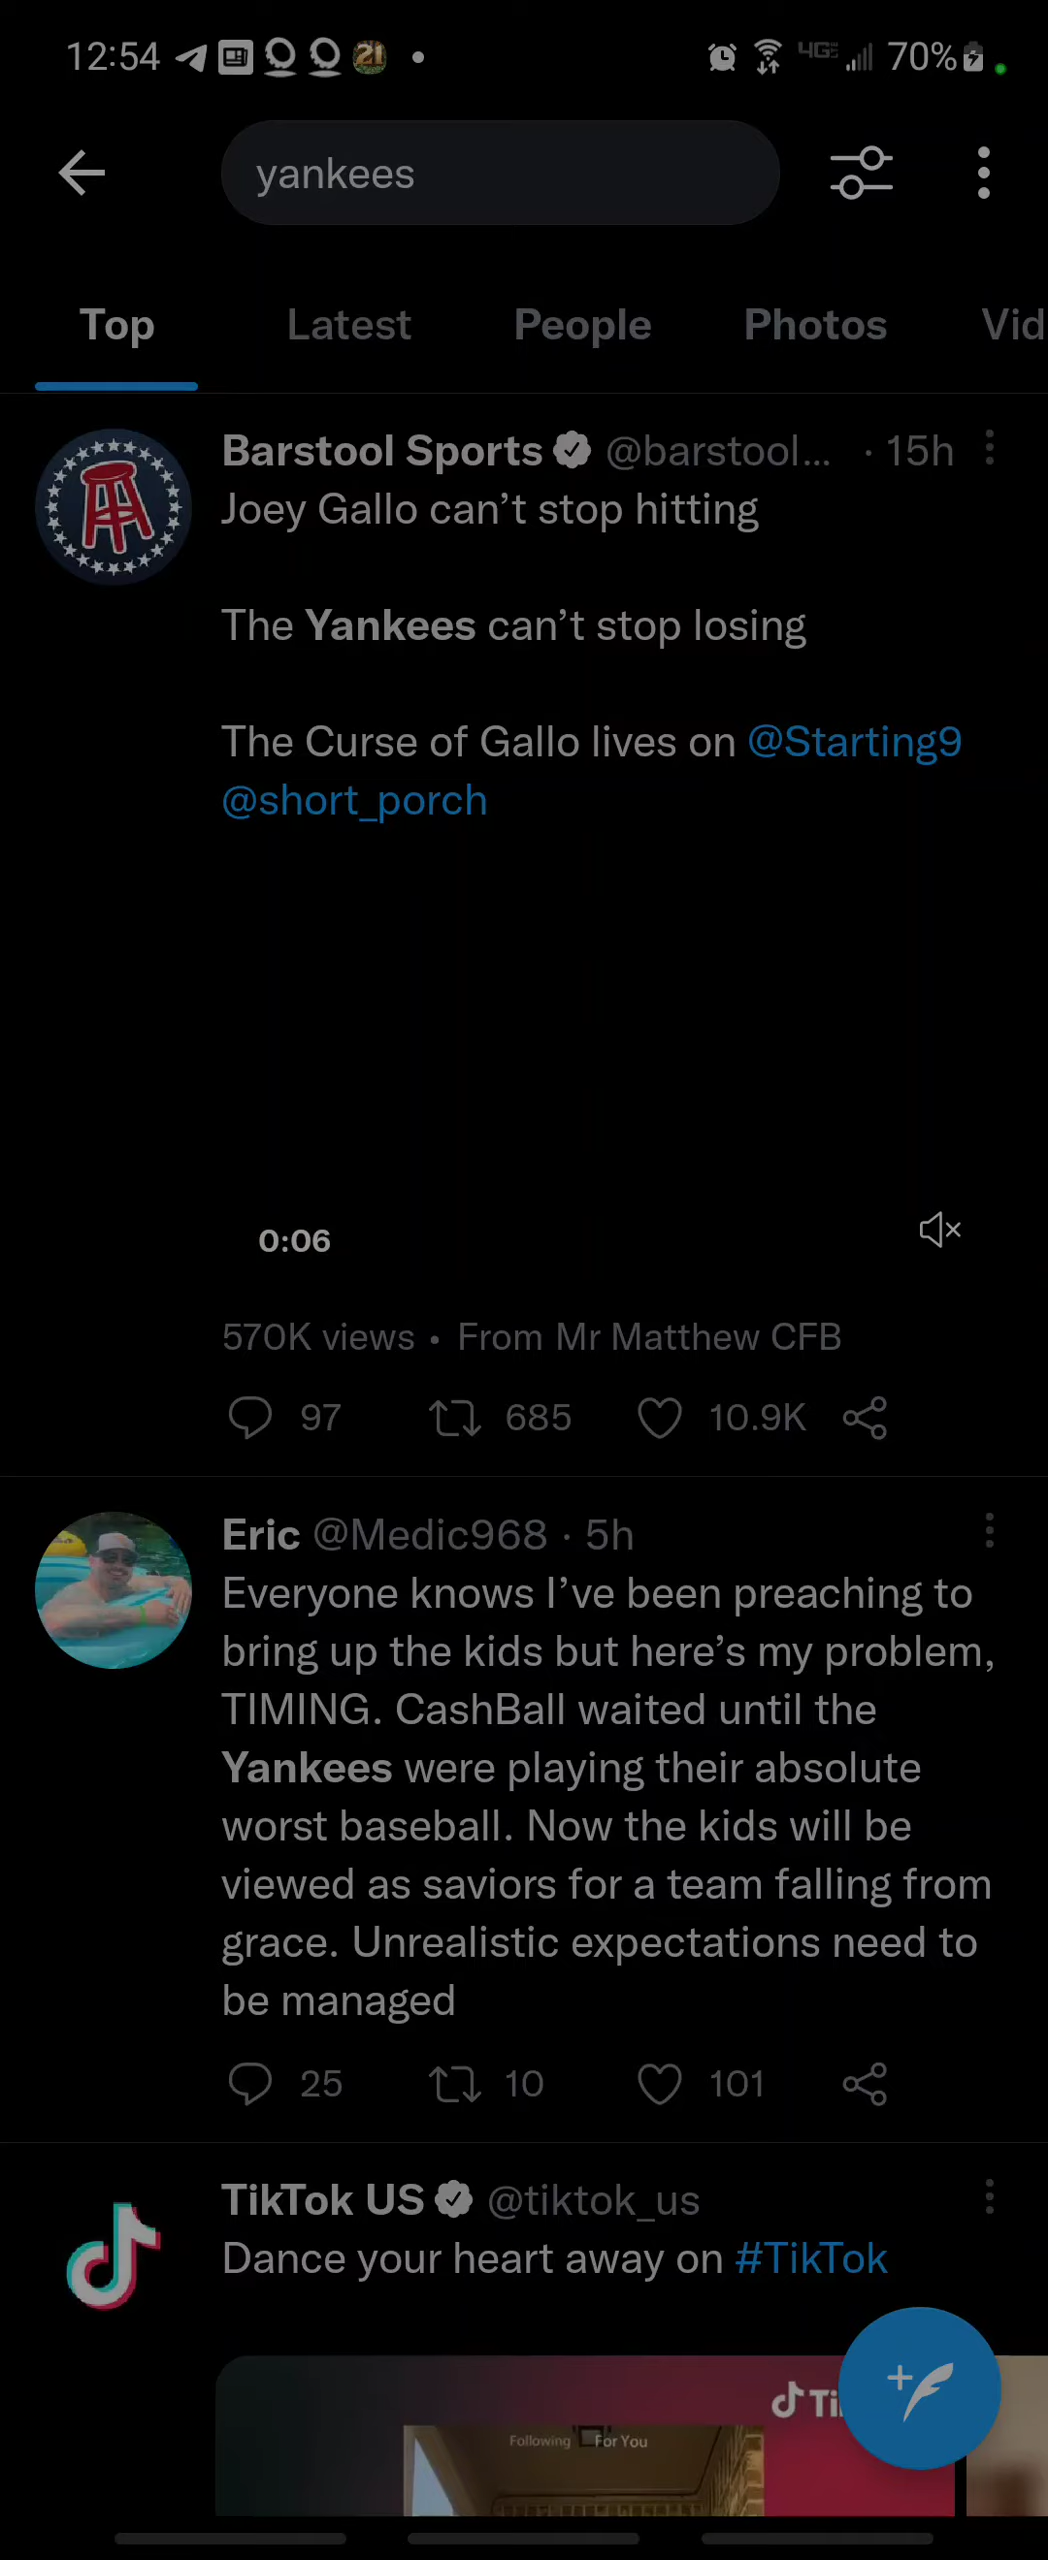 12:54 21 4GE 70%
yankees
Top Latest People Photos Vid
Barstool Sports @barstool... · 15h
Joey Gallo can’t stop hitting
The Yankees can’t stop losing
The Curse of Gallo lives on @Starting9
@short_porch
0:06
570K views • From Mr Matthew CFB
97 685 10.9K
Eric @Medic968 · 5h
Everyone knows I’ve been preaching to
bring up the kids but here’s my problem,
TIMING. CashBall waited until the
Yankees were playing their absolute
worst baseball. Now the kids will be
viewed as saviors for a team falling from
grace. Unrealistic expectations need to
be managed
25 10 101
TikTok US @tiktok_us
Dance your heart away on #TikTok
Ti
Following For You